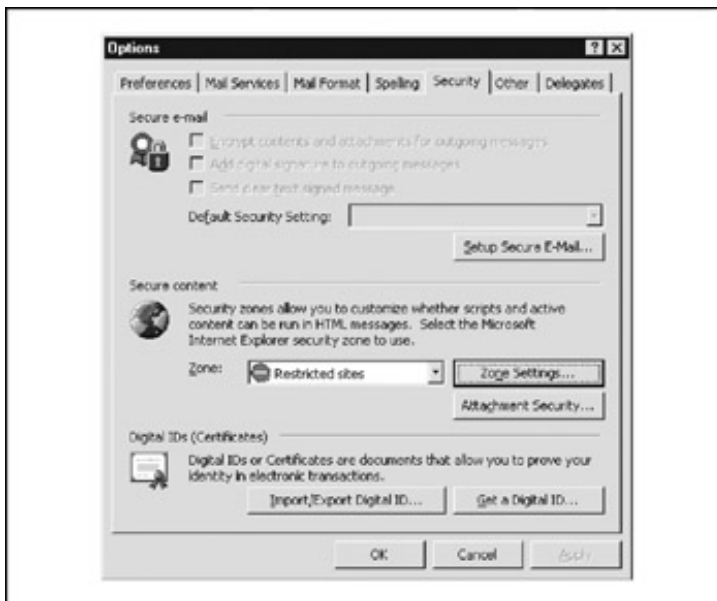 Options
Preferences Mail Services Mail Format Spelling Security Other Delegates
Secure e-mail
Encrypt contents and attachments for outgoing messages
Add digital signature to outgoing messages
Send clear text signed message
Default Security Setting:
Setup Secure E-Mail...
Secure content
Security zones allow you to customize whether scripts and active
content can be run in HTML messages. Select the Microsoft
Internet Explorer security zone to use.
Zone: Restricted sites Zone Settings...
Attachment Security...
Digital IDs (Certificates)
Digital IDs or Certificates are documents that allow you to prove your
identity in electronic transactions.
Import/Export Digital ID... Get a Digital ID...
OK Cancel Apply